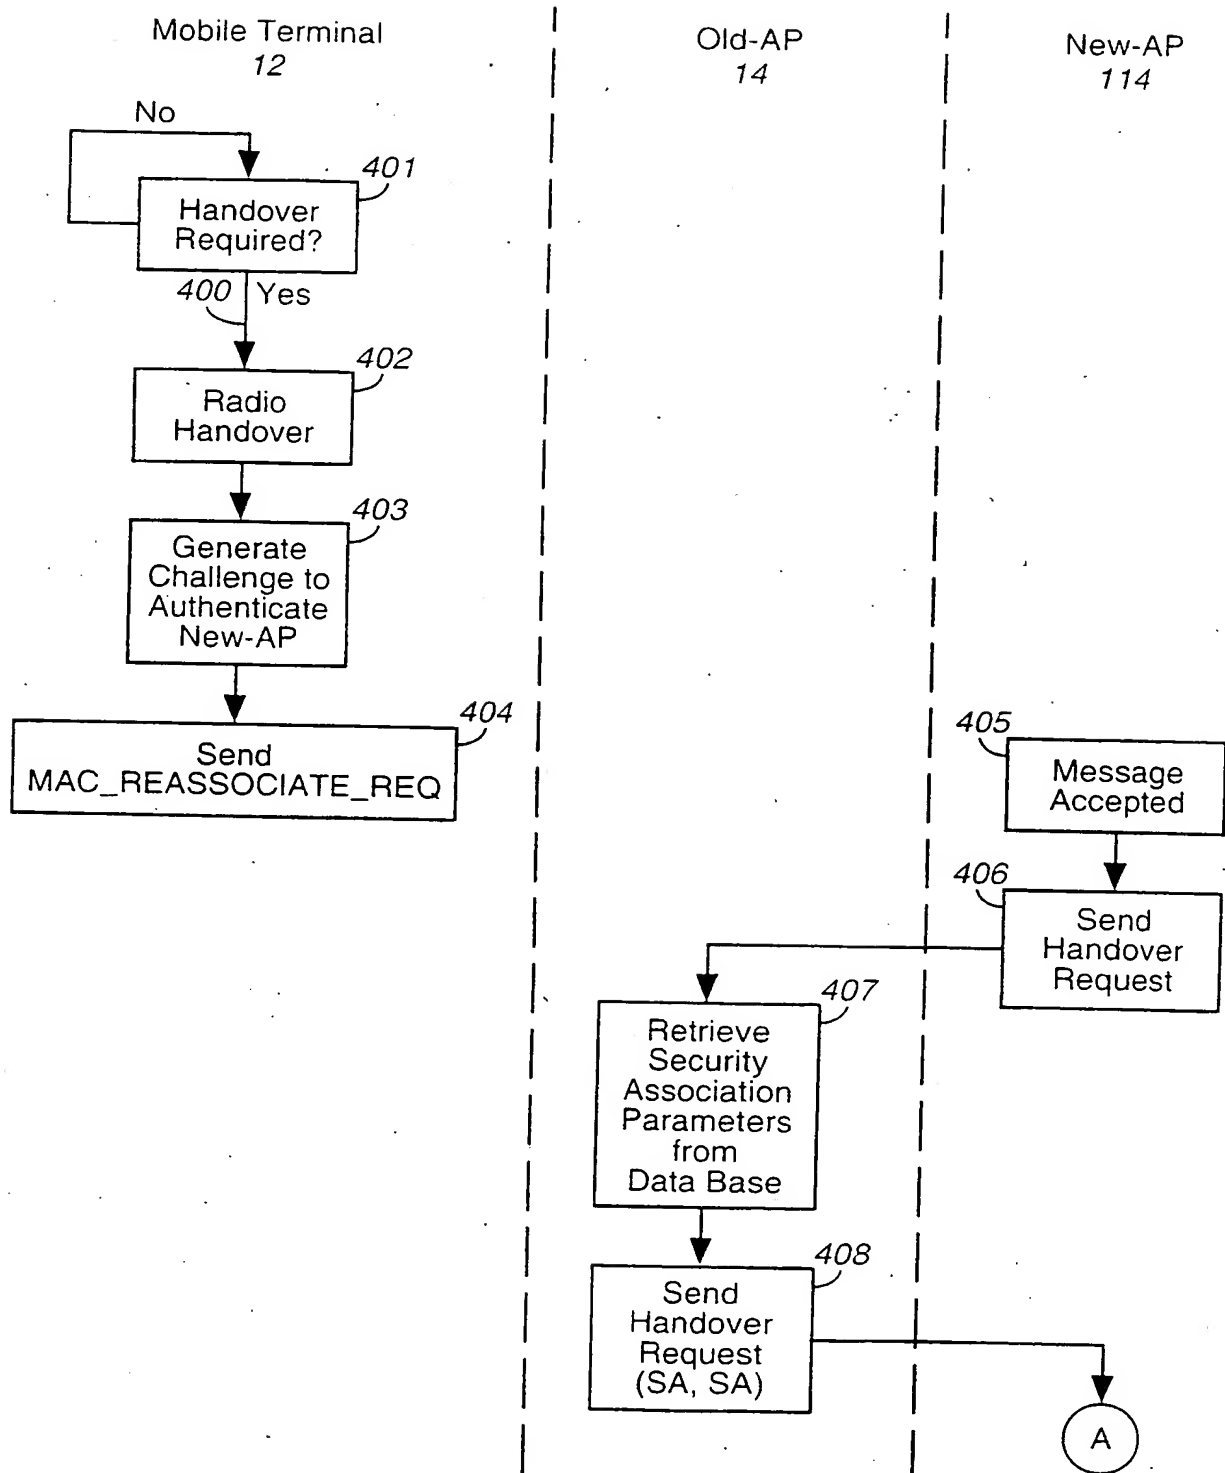 Mobile Terminal
12
Old-AP
14
New-AP
114
No
401
Handover
Required?
400
Yes
402
Radio
Handover
403
Generate
Challenge to
Authenticate
New-AP
404
Send
MAC_REASSOCIATE_REQ
405
Message
Accepted
406
Send
Handover
Request
407
Retrieve
Security
Association
Parameters
from
Data Base
408
Send
Handover
Request
(SA, SA)
A